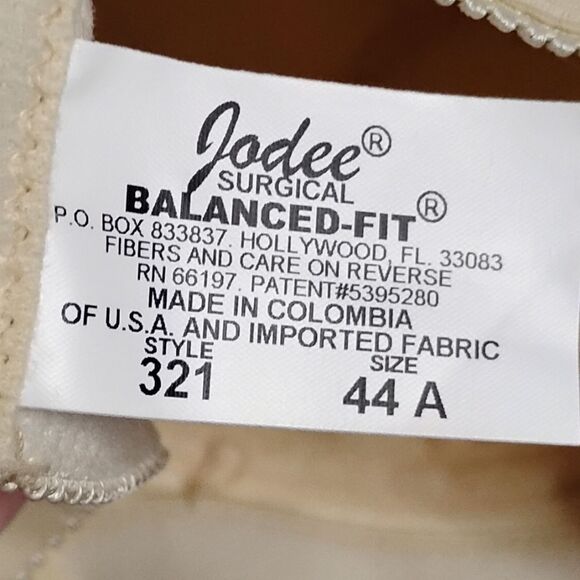 Jodee®
SURGICAL
BALANCED-FIT®
P.O. BOX 833837. HOLLYWOOD, FL. 33083
FIBERS AND CARE ON REVERSE
RN 66197. PATENT#5395280
MADE IN COLOMBIA
OF U.S.A. AND IMPORTED FABRIC
STYLE SIZE
321 44 A